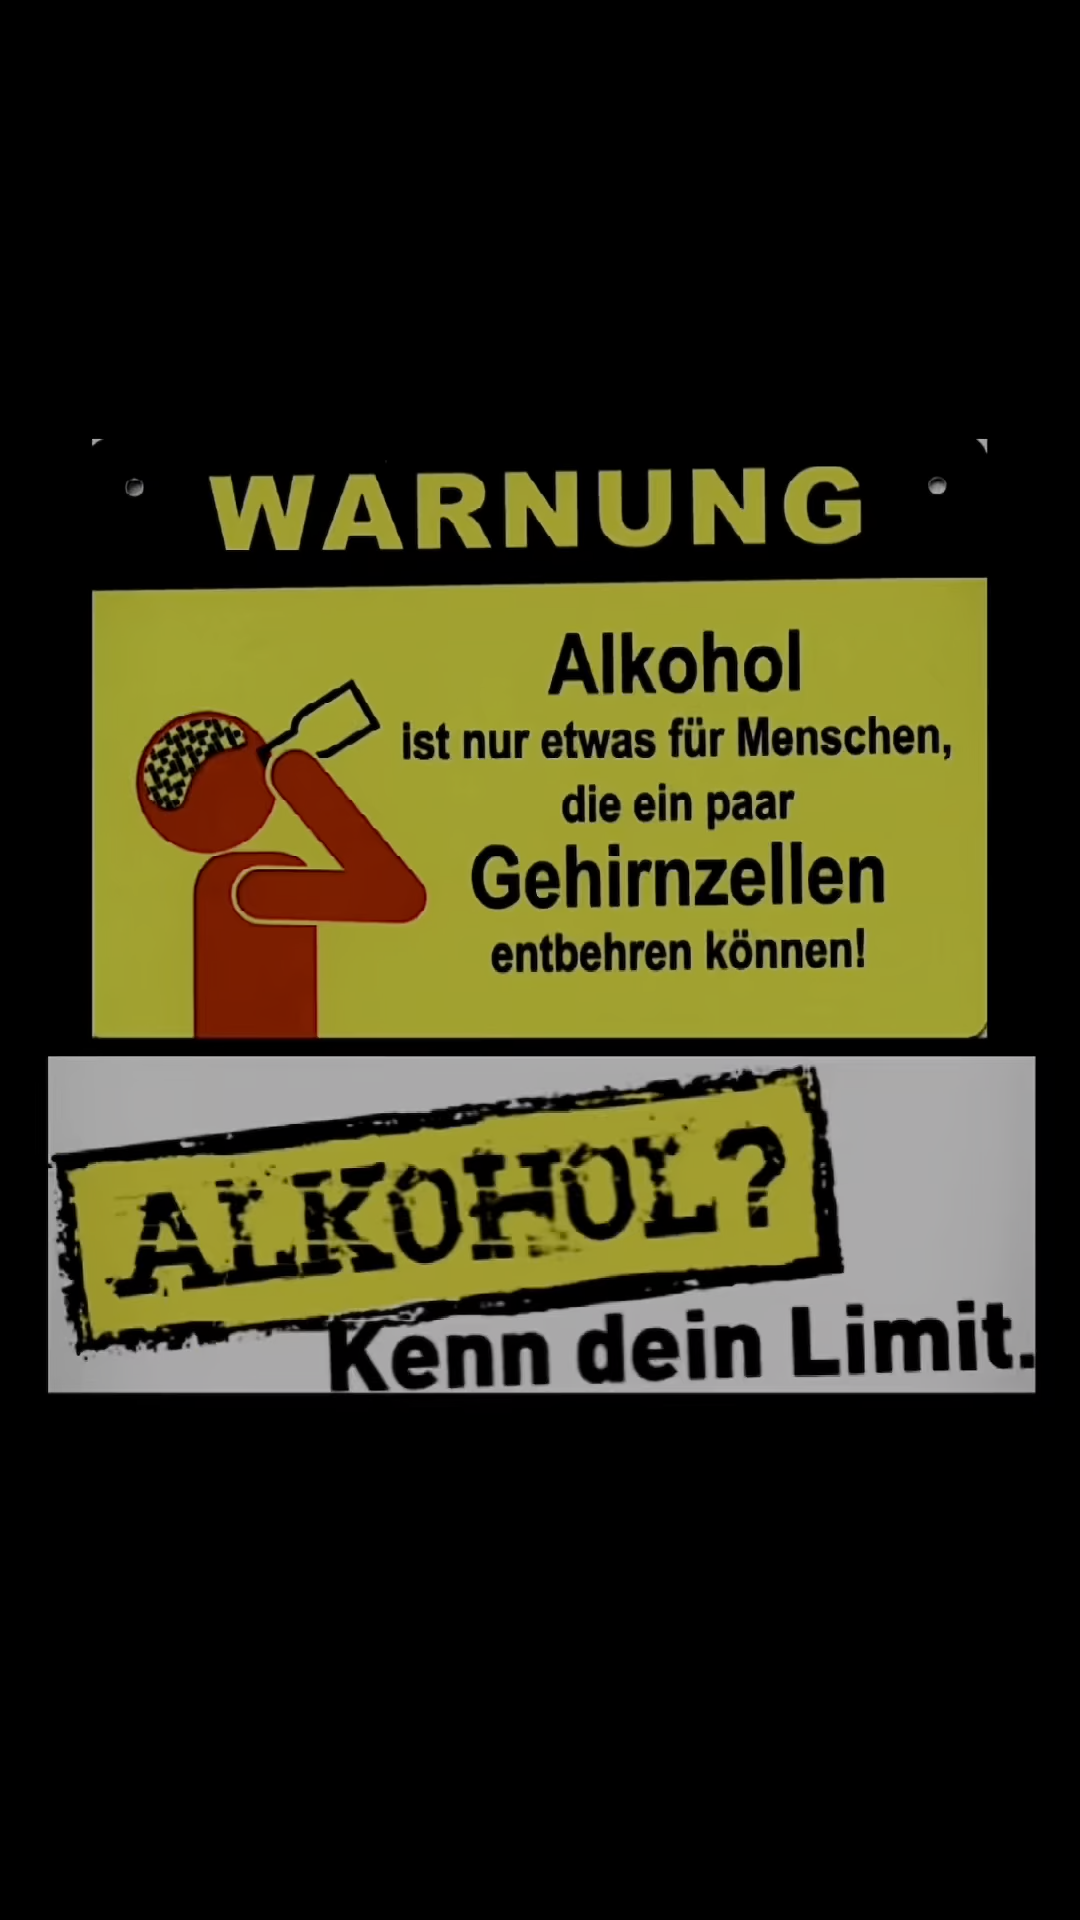 WARNUNG
Alkohol
ist nur etwas für Menschen,
die ein paar
Gehirnzellen
entbehren können!
ALKOHOL?
Kenn dein Limit.